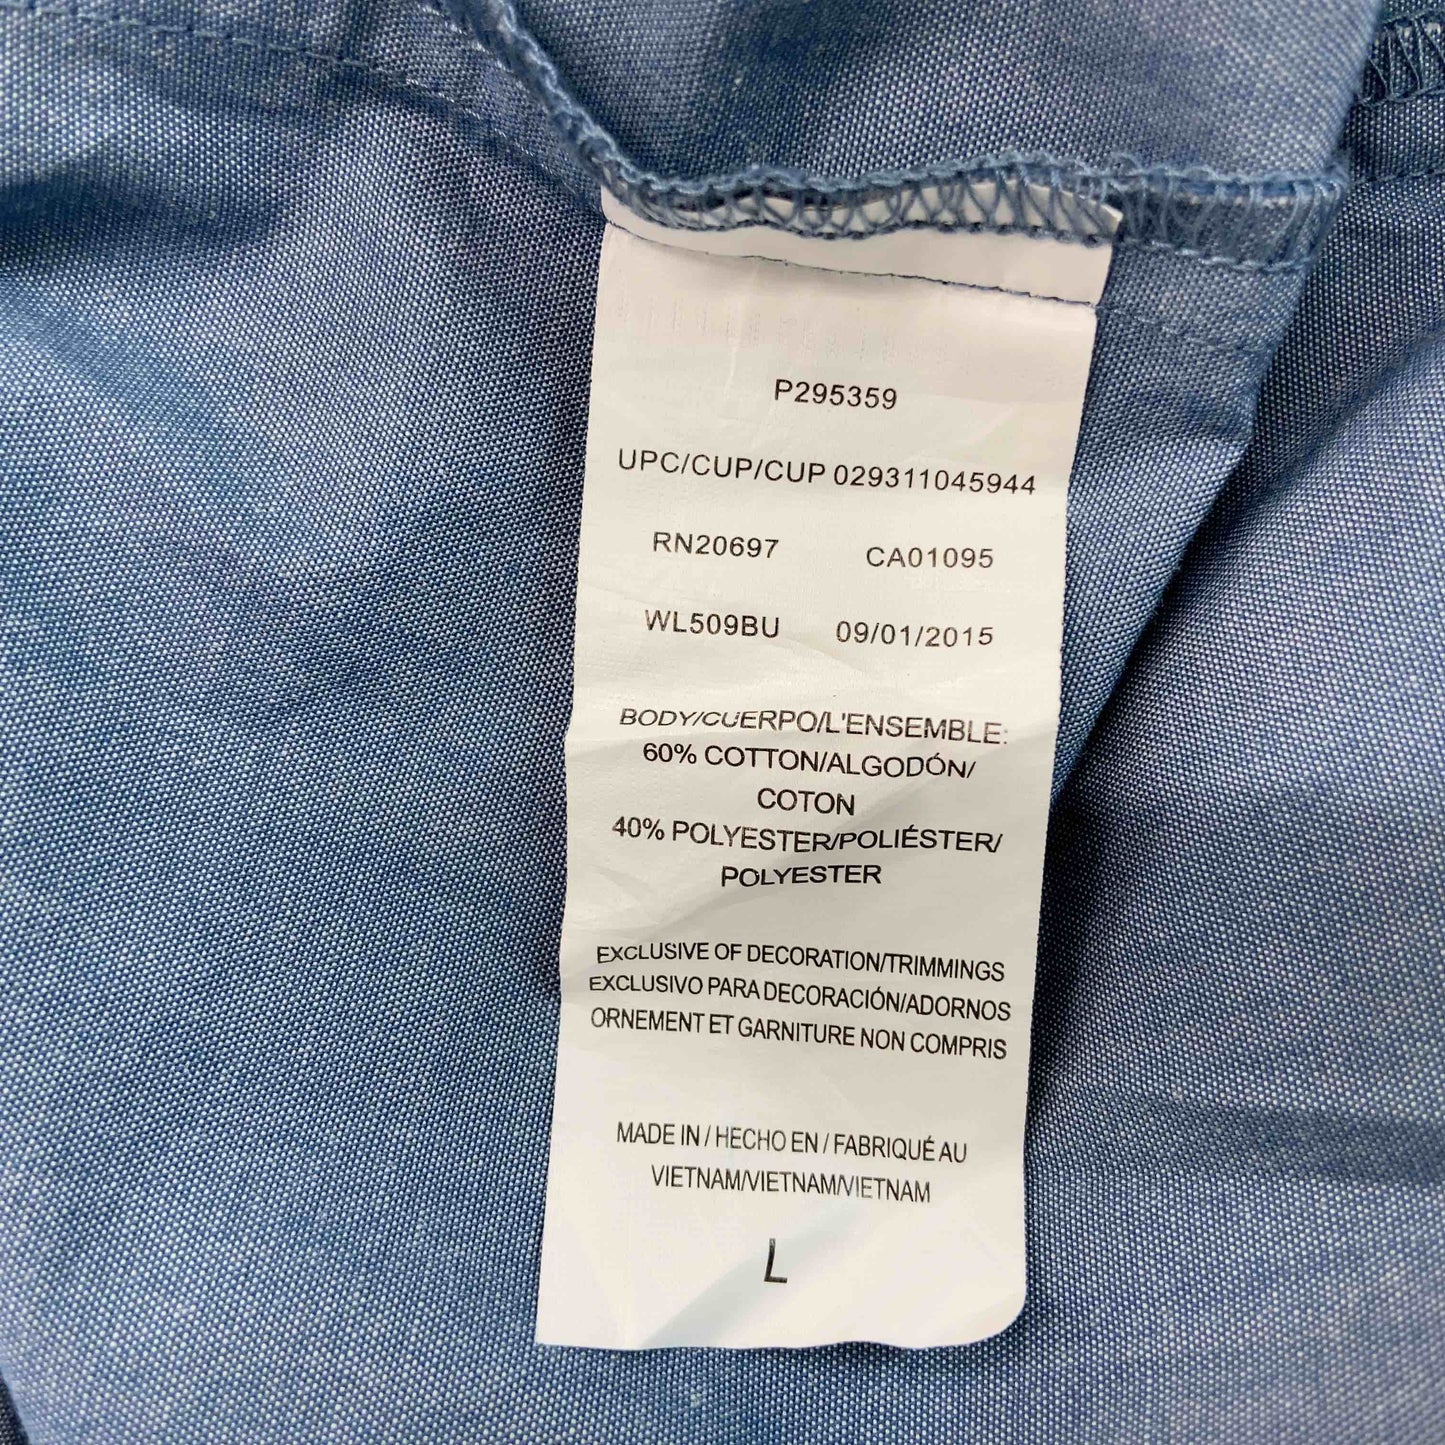 P295359
UPC/CUP/CUP 029311045944
RN20697 CA01095
WL509BU 09/01/2015
BODY/CUERPO/L'ENSEMBLE:
60% COTTON/ALGODÓN/
COTON
40% POLYESTER/POLIÉSTER/
POLYESTER
EXCLUSIVE OF DECORATION/TRIMMINGS
EXCLUSIVO PARA DECORACIÓN/ADORNOS
ORNEMENT ET GARNITURE NON COMPRIS
MADE IN / HECHO EN / FABRIQUÉ AU
VIETNAM/VIETNAM/VIETNAM
L